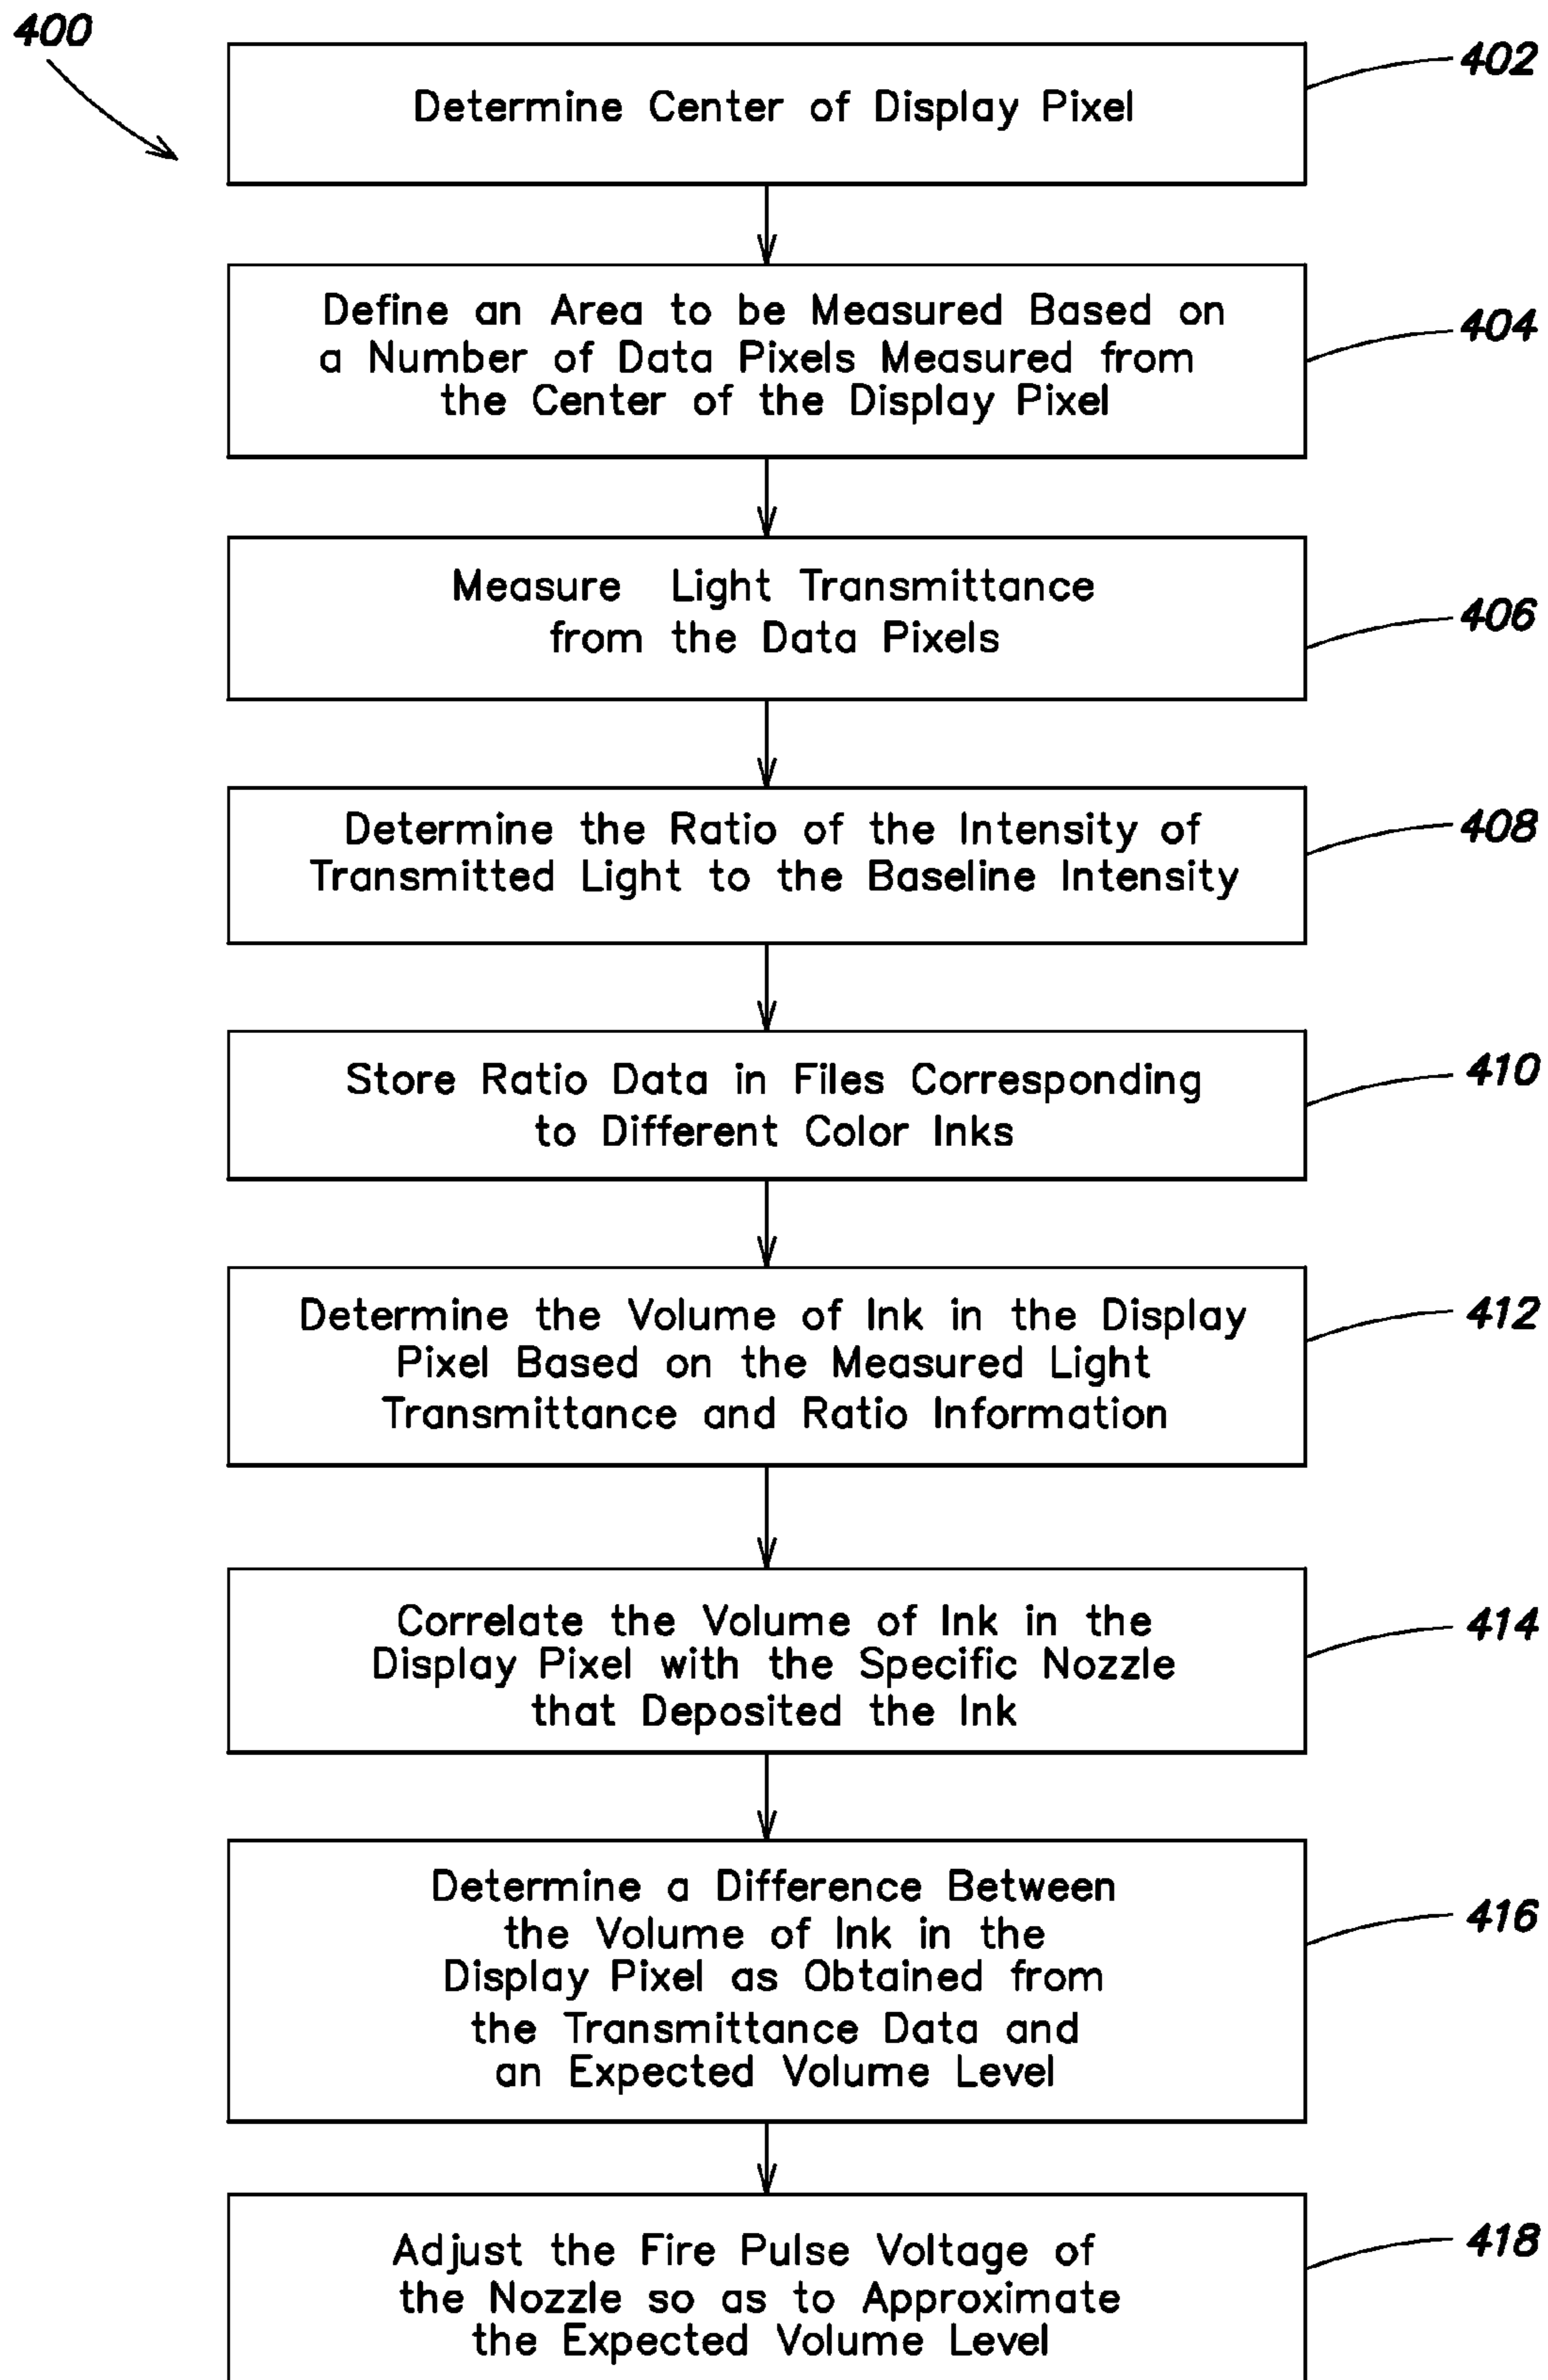 400
402
Determine Center of Display Pixel
Define an Area to be Measured Based on
a Number of Data Pixels Measured from
the Center of the Display Pixel
404
Measure Light Transmittance
from the Data Pixels
406
Determine the Ratio of the Intensity of
Transmitted Light to the Baseline Intensity
408
Store Ratio Data in Files Corresponding
to Different Color Inks
410
Determine the Volume of Ink in the Display
Pixel Based on the Measured Light
Transmittance and Ratio Information
412
Correlate the Volume of Ink in the
Display Pixel with the Specific Nozzle
that Deposited the Ink
414
Determine a Difference Between
the Volume of Ink in the
Display Pixel as Obtained from
the Transmittance Data and
an Expected Volume Level
416
Adjust the Fire Pulse Voltage of
the Nozzle so as to Approximate
the Expected Volume Level
418